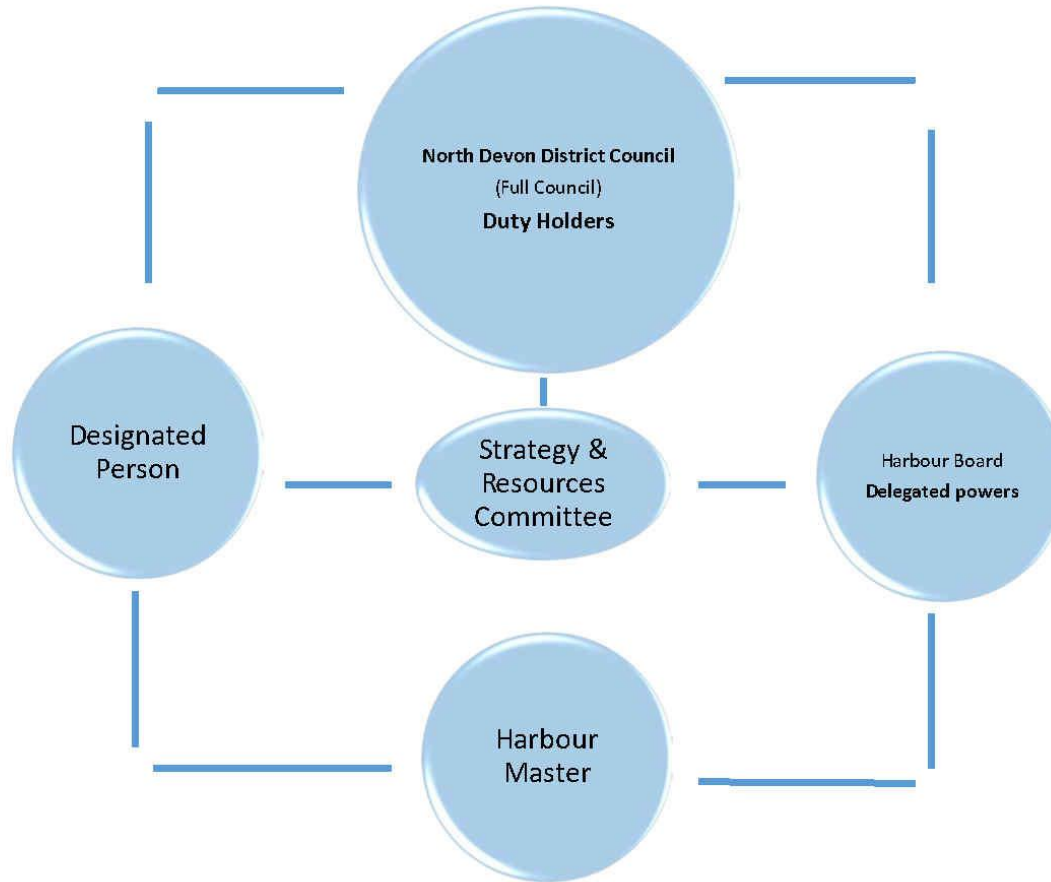 North Devon District Council
(Full Council)
Duty Holders
Designated
Person
Strategy &
Resources
Committee
Harbour Board
Delegated powers
Harbour
Master